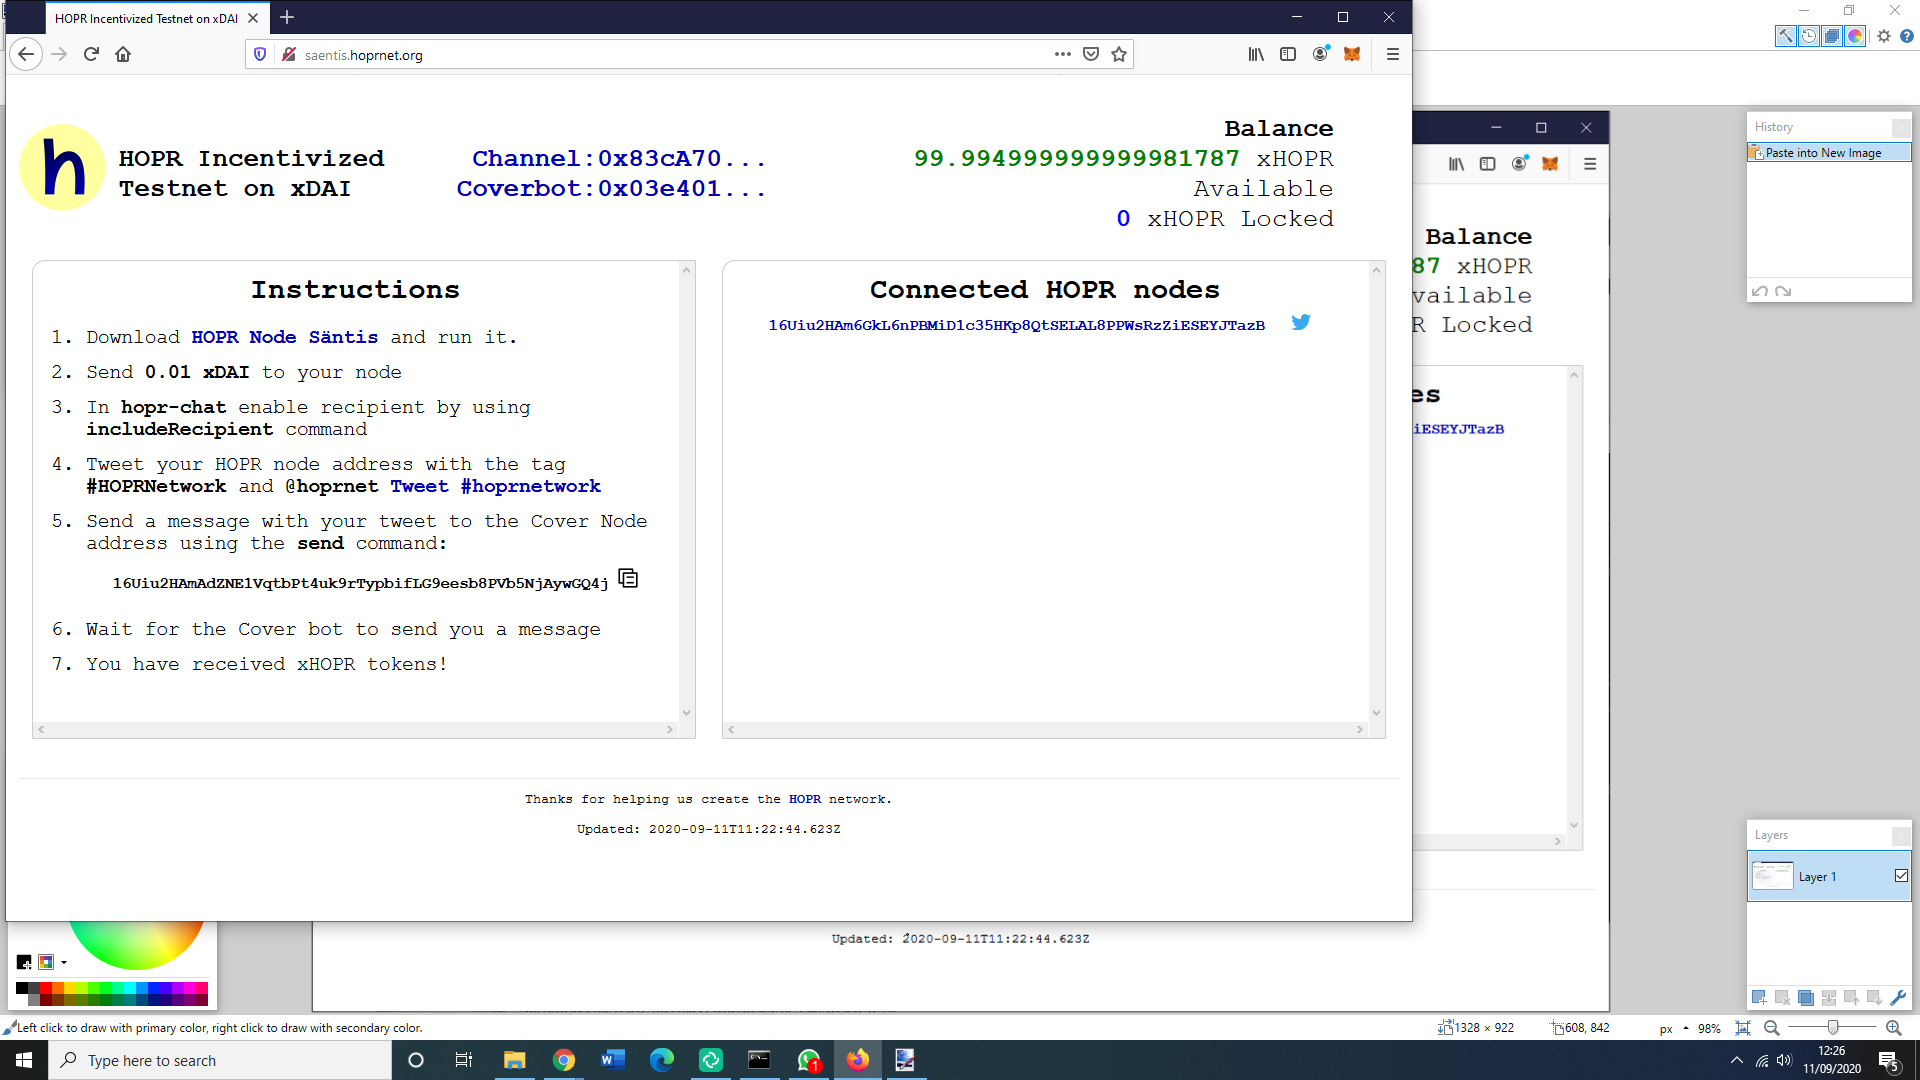 HOPR Incentivized Testnet on xDAI
saentis.hoprnet.org
h
HOPR Incentivized
Testnet on xDAI
Channel:0x83cA70...
Coverbot:0x03e401...
Balance
99.994999999999981787 xHOPR
Available
0 xHOPR Locked
Instructions
1. Download HOPR Node Säntis and run it.
2. Send 0.01 xDAI to your node
3. In hopr-chat enable recipient by using
includeRecipient command
4. Tweet your HOPR node address with the tag
#HOPRNetwork and @hoprnet Tweet #hoprnetwork
5. Send a message with your tweet to the Cover Node
address using the send command:
16Uiu2HAmAdZNE1VqtbPt4uk9rTypbifLG9eesb8PVb5NjAywGQ4j
6. Wait for the Cover bot to send you a message
7. You have received xHOPR tokens!
Connected HOPR nodes
16Uiu2HAm6GkL6nPBMiD1c35HKp8QtSELAL8PPWsRzZiESEYJTazB
Thanks for helping us create the HOPR network.
Updated: 2020-09-11T11:22:44.623Z
Balance
87 xHOPR
vailable
R Locked
es
iESEYJTazB
Updated: 2020-09-11T11:22:44.623Z
History
Paste into New Image
Layers
Layer 1
Left click to draw with primary color, right click to draw with secondary color.
1328 × 922
608, 842
px
98%
Type here to search
1
12:26
11/09/2020
5